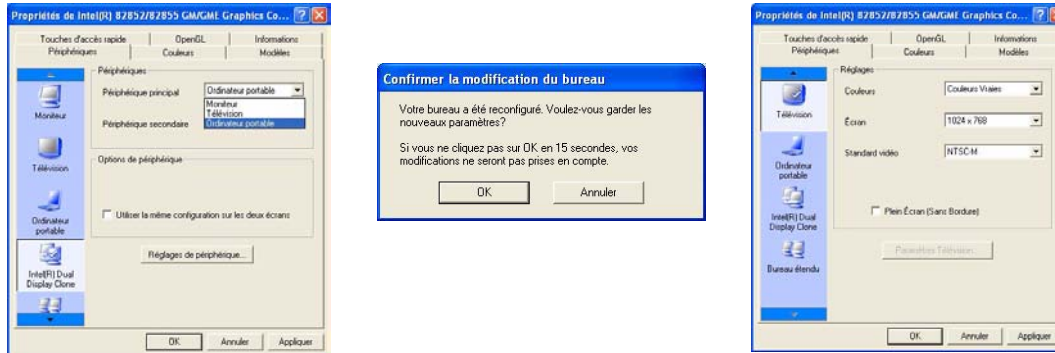 Propriétés de Intel(R) 82852/82855 GM/GME Graphics Co...
Touches d'accès rapide
OpenGL
Informations
Périphériques
Couleurs
Modèles
Moniteur
Télévision
Ordinateur portable
Intel(R) Dual Display Clone
Périphériques
Périphérique principal
Ordinateur portable
Moniteur
Télévision
Ordinateur portable
Périphérique secondaire
Options de périphérique
Utiliser la même configuration sur les deux écrans
Réglages de périphérique...
OK
Annuler
Appliquer
Confirmer la modification du bureau
Votre bureau a été reconfiguré. Voulez-vous garder les
nouveaux paramètres?
Si vous ne cliquez pas sur OK en 15 secondes, vos
modifications ne seront pas prises en compte.
OK
Annuler
Propriétés de Intel(R) 82852/82855 GM/GME Graphics Co...
Touches d'accès rapide
OpenGL
Informations
Périphériques
Couleurs
Modèles
Télévision
Ordinateur
portable
Intel(R) Dual
Display Clone
Bureau étendu
Réglages
Couleurs
Couleurs Vraies
Écran
1024 x 768
Standard vidéo
NTSC-M
Plein Écran (Sans Bordure)
Paramètres Télévision...
OK
Annuler
Appliquer